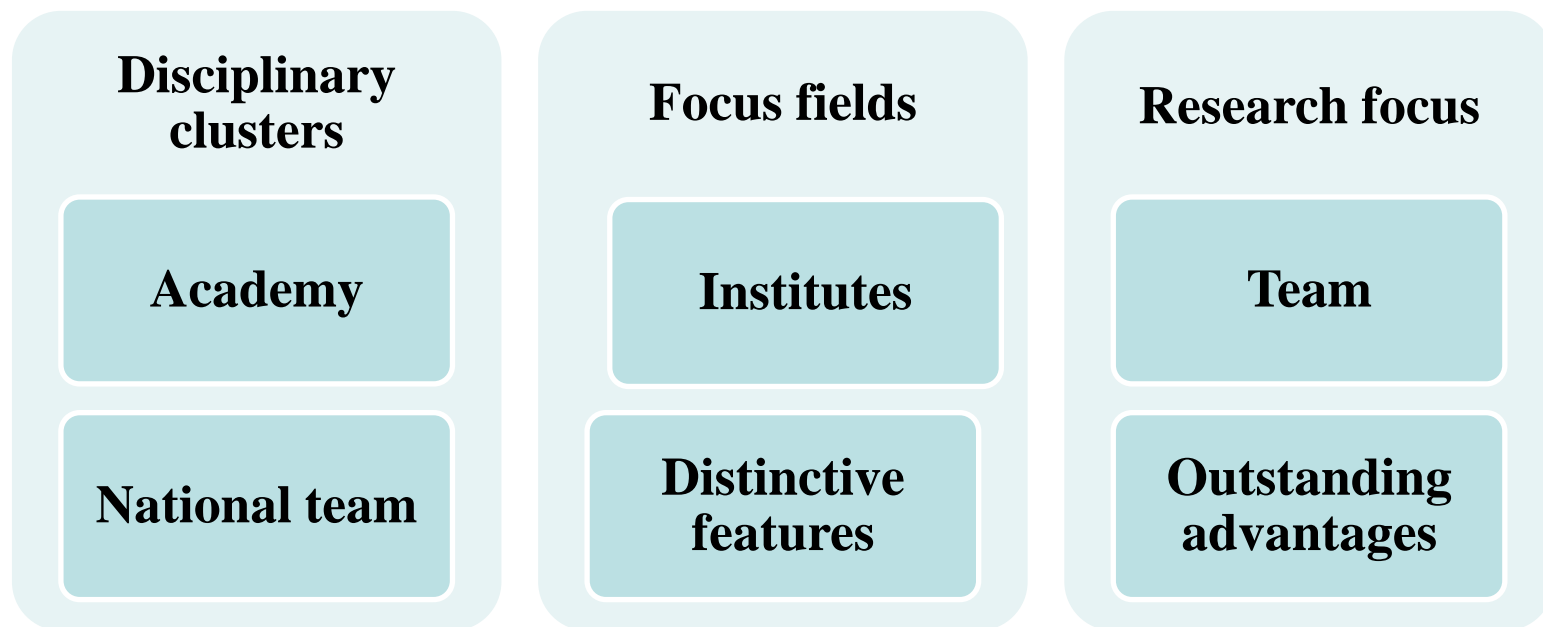 Disciplinary
clusters
Academy
National team
Focus fields
Institutes
Distinctive
features
Research focus
Team
Outstanding
advantages